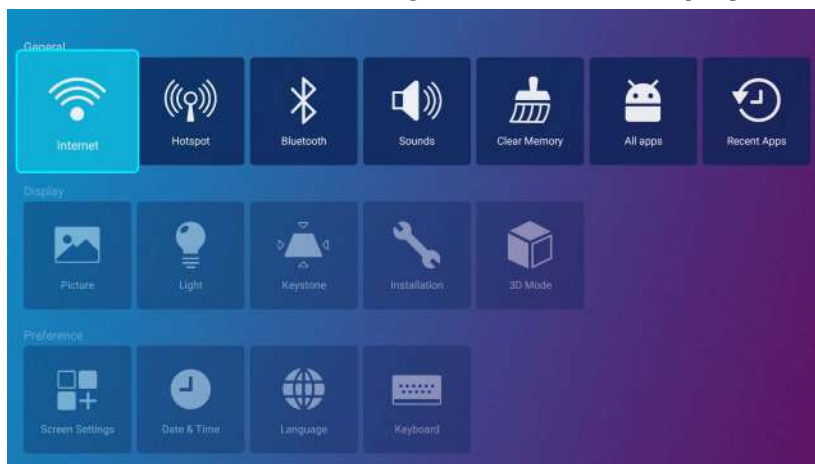 General
Internet Hotspot Bluetooth Sounds Clear Memory All apps Recent Apps
Display
Picture Light Keystone Installation 3D Mode
Preference
Screen Settings Date & Time Language Keyboard